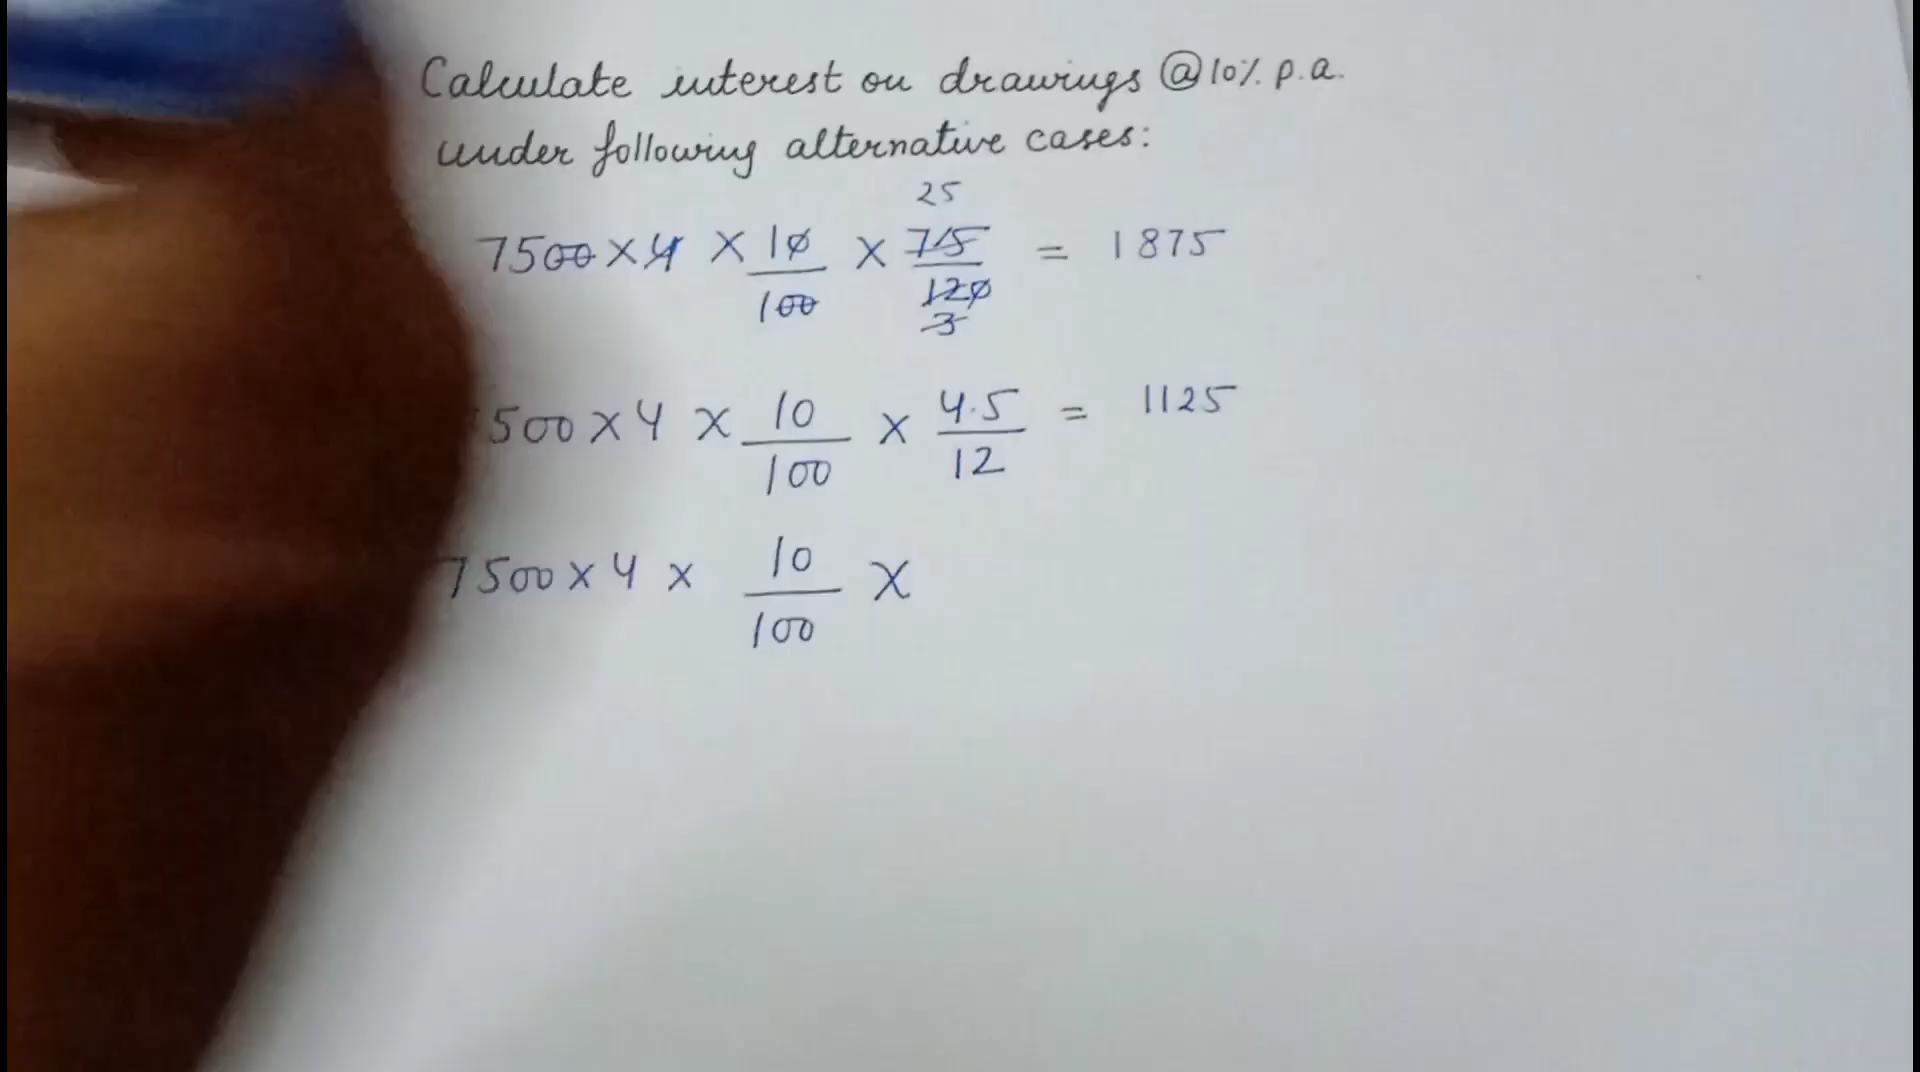 Calculate interest on drawings @10% p.a.
under following alternative cases:
25
7500 × 4 × 10/100 × 75/120 = 1875
3
500 × 4 × 10/100 × 4.5/12 = 1125
7500 × 4 × 10/100 ×